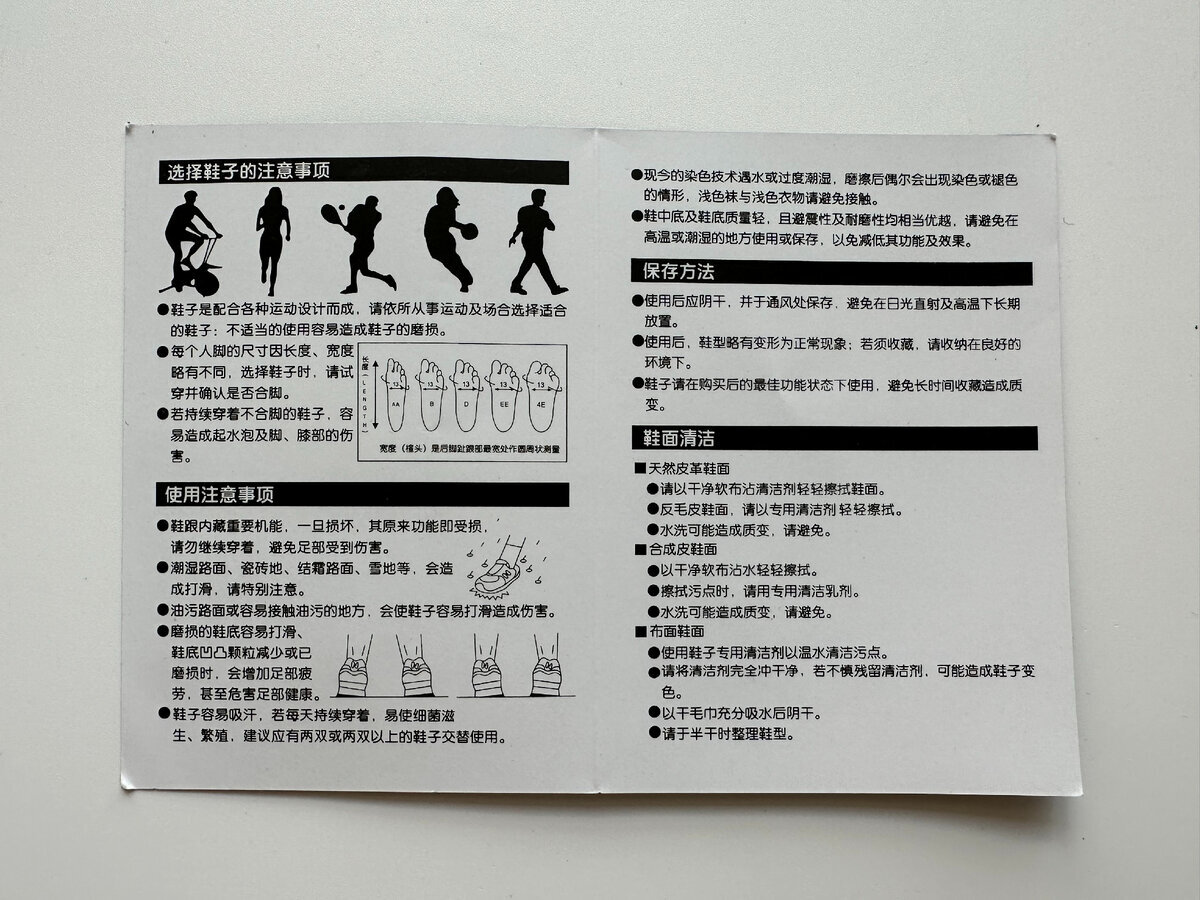 选择鞋子的注意事项
●鞋子是配合各种运动设计而成，请依所从事运动及场合选择适合
的鞋子；不适当的使用容易造成鞋子的磨损。
●每个人脚的尺寸因长度、宽度
略有不同，选择鞋子时，请试
穿并确认是否合脚。
●若持续穿着不合脚的鞋子，容
易造成起水泡及脚、膝部的伤
害。
长度(LENGTH)
13 13 13 13 13
AA B D EE 4E
宽度（楦头）是后脚趾跟部最宽处作圆周状测量
使用注意事项
●鞋跟内藏重要机能，一旦损坏，其原来功能即受损，
请勿继续穿着，避免足部受到伤害。
●潮湿路面、瓷砖地、结霜路面、雪地等，会造
成打滑，请特别注意。
●油污路面或容易接触油污的地方，会使鞋子容易打滑造成伤害。
●磨损的鞋底容易打滑、
鞋底凹凸颗粒减少或已
磨损时，会增加足部疲
劳，甚至危害足部健康。
●鞋子容易吸汗，若每天持续穿着，易使细菌滋
生、繁殖，建议应有两双或两双以上的鞋子交替使用。
●现今的染色技术遇水或过度潮湿，磨擦后偶尔会出现染色或褪色
的情形，浅色袜与浅色衣物请避免接触。
●鞋中底及鞋底质量轻，且避震性及耐磨性均相当优越，请避免在
高温或潮湿的地方使用或保存，以免减低其功能及效果。
保存方法
●使用后应阴干，并于通风处保存，避免在日光直射及高温下长期
放置。
●使用后，鞋型略有变形为正常现象；若须收藏，请收纳在良好的
环境下。
●鞋子请在购买后的最佳功能状态下使用，避免长时间收藏造成质
变。
鞋面清洁
■天然皮革鞋面
●请以干净软布沾清洁剂轻轻擦拭鞋面。
●反毛皮鞋面，请以专用清洁剂轻轻擦拭。
●水洗可能造成质变，请避免。
■合成皮鞋面
●以干净软布沾水轻轻擦拭。
●擦拭污点时，请用专用清洁乳剂。
●水洗可能造成质变，请避免。
■布面鞋面
●使用鞋子专用清洁剂以温水清洁污点。
●请将清洁剂完全冲干净，若不慎残留清洁剂，可能造成鞋子变
色。
●以干毛巾充分吸水后阴干。
●请于半干时整理鞋型。